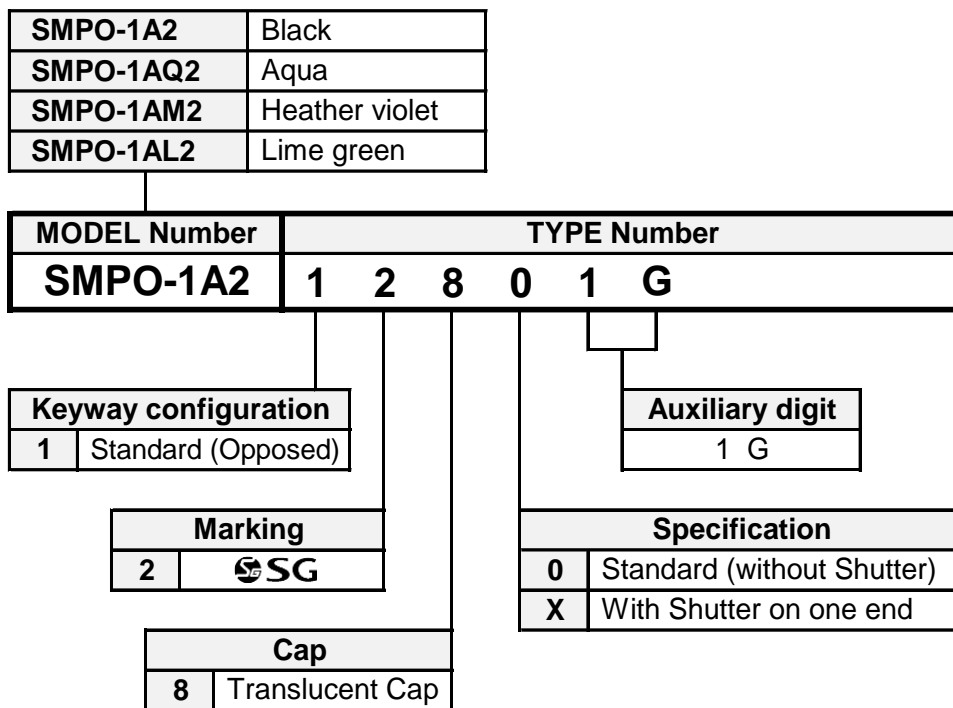 SMPO-1A2 Black
SMPO-1AQ2 Aqua
SMPO-1AM2 Heather violet
SMPO-1AL2 Lime green
MODEL Number TYPE Number
SMPO-1A2 1 2 8 0 1 G
Keyway configuration
1 Standard (Opposed)
Auxiliary digit
1 G
Marking
2 SG SG
Specification
0 Standard (without Shutter)
X With Shutter on one end
Cap
8 Translucent Cap